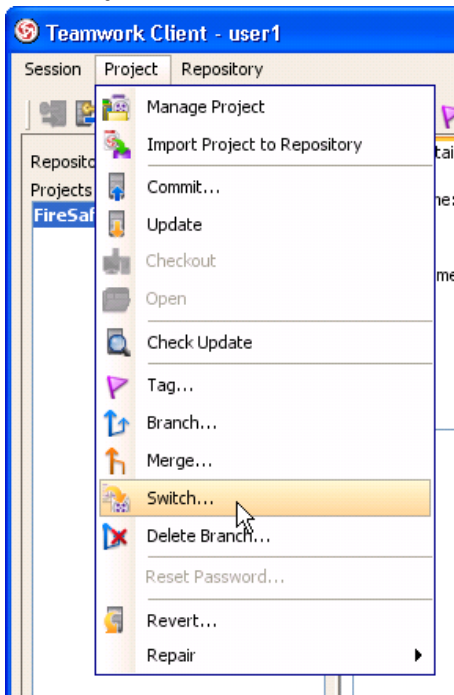 Teamwork Client - user1
Session Project Repository
Manage Project
Import Project to Repository
Commit...
Update
Checkout
Open
Check Update
Tag...
Branch...
Merge...
Switch...
Delete Branch...
Reset Password...
Revert...
Repair
Projects